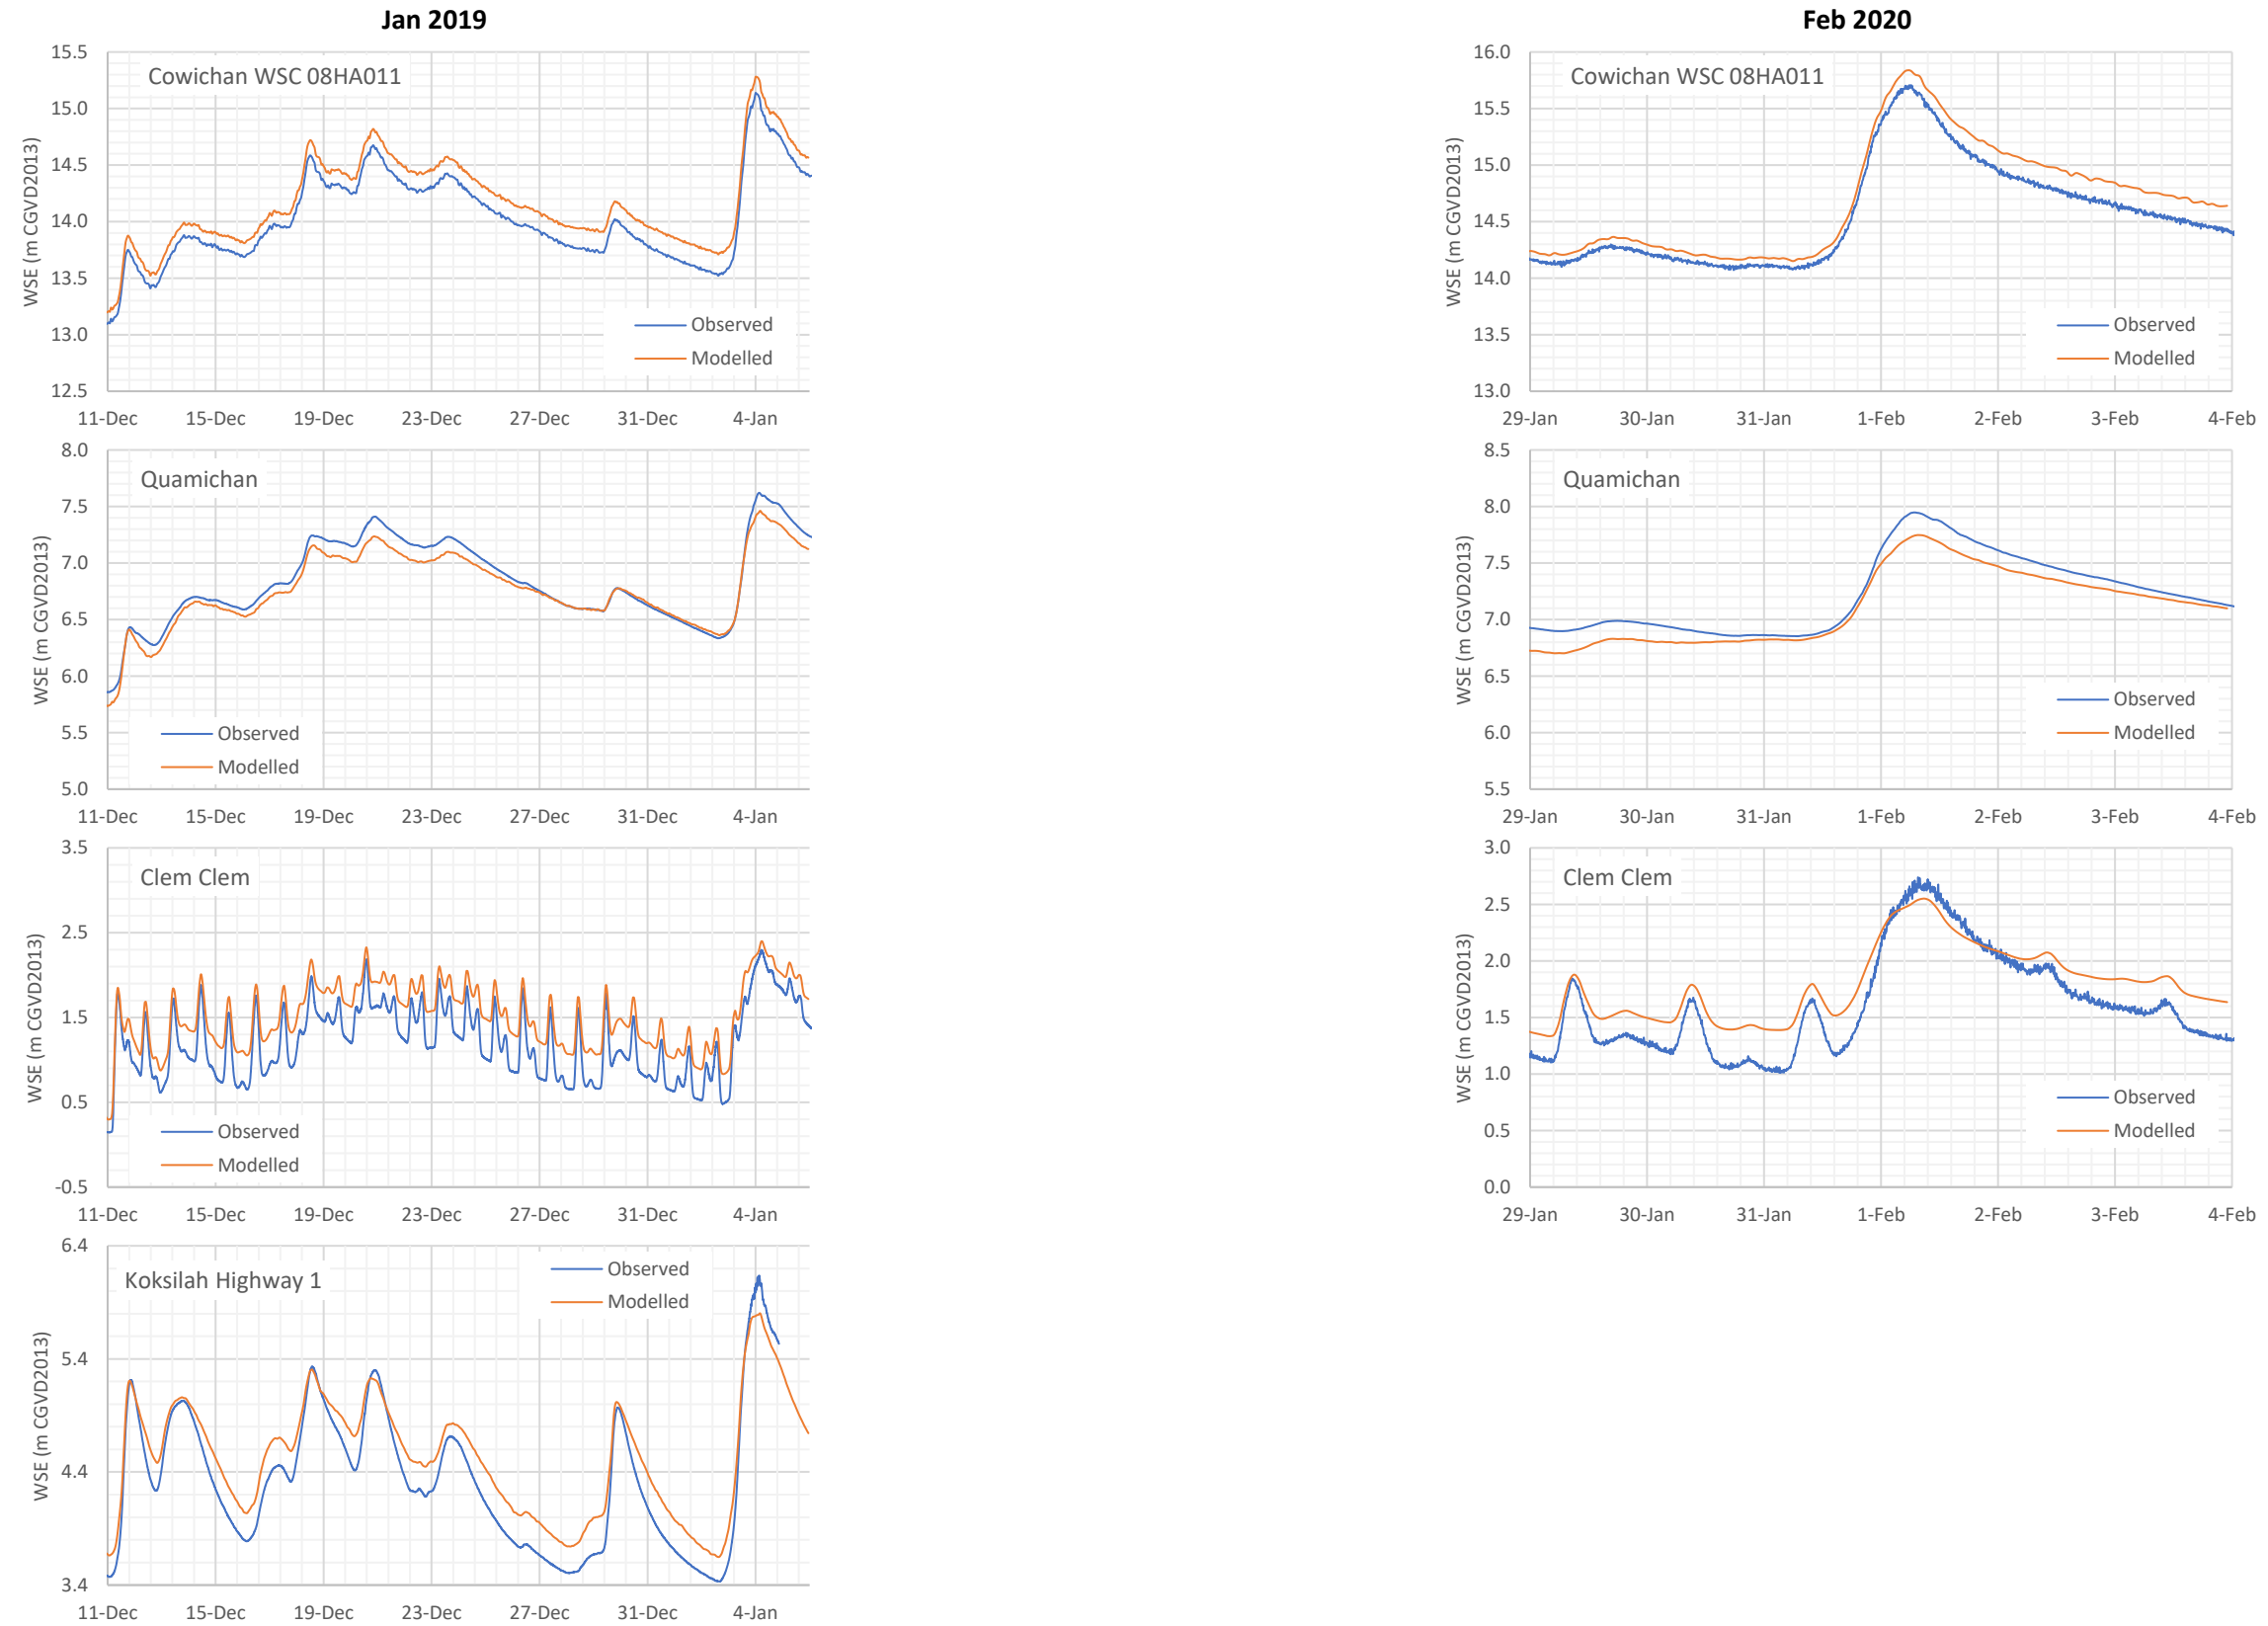 Jan 2019
15.5
15.0
14.5
14.0
13.5
13.0
12.5
WSE (m CGVD2013)
Cowichan WSC 08HA011
Observed
Modelled
11-Dec 15-Dec 19-Dec 23-Dec 27-Dec 31-Dec 4-Jan
8.0
7.5
7.0
6.5
6.0
5.5
5.0
WSE (m CGVD2013)
Quamichan
Observed
Modelled
11-Dec 15-Dec 19-Dec 23-Dec 27-Dec 31-Dec 4-Jan
3.5
2.5
1.5
0.5
-0.5
WSE (m CGVD2013)
Clem Clem
Observed
Modelled
11-Dec 15-Dec 19-Dec 23-Dec 27-Dec 31-Dec 4-Jan
6.4
5.4
4.4
3.4
WSE (m CGVD2013)
Koksilah Highway 1
Observed
Modelled
11-Dec 15-Dec 19-Dec 23-Dec 27-Dec 31-Dec 4-Jan
Feb 2020
16.0
15.5
15.0
14.5
14.0
13.5
13.0
WSE (m CGVD2013)
Cowichan WSC 08HA011
Observed
Modelled
29-Jan 30-Jan 31-Jan 1-Feb 2-Feb 3-Feb 4-Feb
8.5
8.0
7.5
7.0
6.5
6.0
5.5
WSE (m CGVD2013)
Quamichan
Observed
Modelled
29-Jan 30-Jan 31-Jan 1-Feb 2-Feb 3-Feb 4-Feb
3.0
2.5
2.0
1.5
1.0
0.5
0.0
WSE (m CGVD2013)
Clem Clem
Observed
Modelled
29-Jan 30-Jan 31-Jan 1-Feb 2-Feb 3-Feb 4-Feb